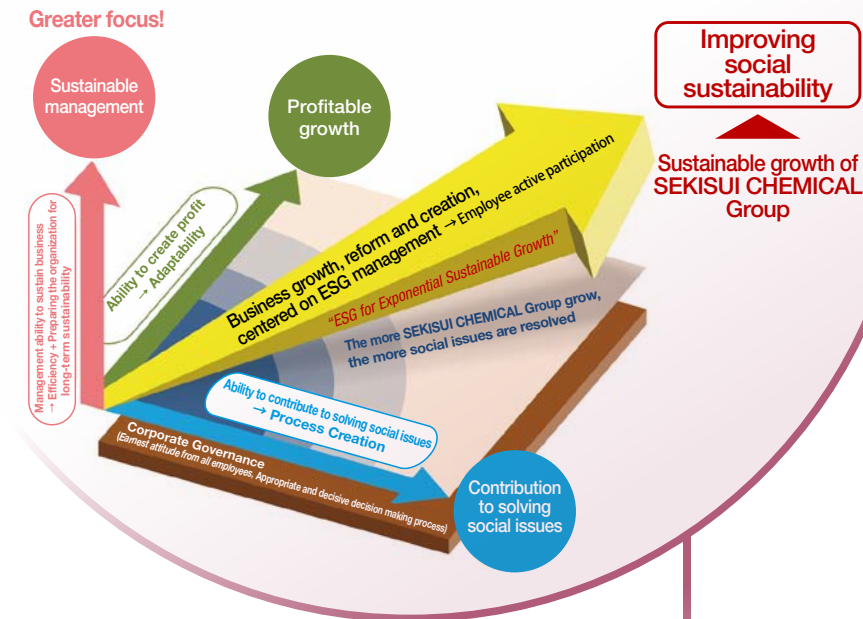 Greater focus!
Sustainable
management
Profitable
growth
Improving
social
sustainability
Sustainable growth of
SEKISUI CHEMICAL
Group
Management ability to sustain business
→ Efficiency + Preparing the organization for
long-term sustainability
Ability to create profit
→ Adaptability
Business growth, reform and creation,
centered on ESG management → Employee active participation
“ESG for Exponential Sustainable Growth”
The more SEKISUI CHEMICAL Group grow,
the more social issues are resolved
Ability to contribute to solving social issues
→ Process Creation
Corporate Governance
(Earnest attitude from all employees, Appropriate and decisive decision making process)
Contribution
to solving
social issues